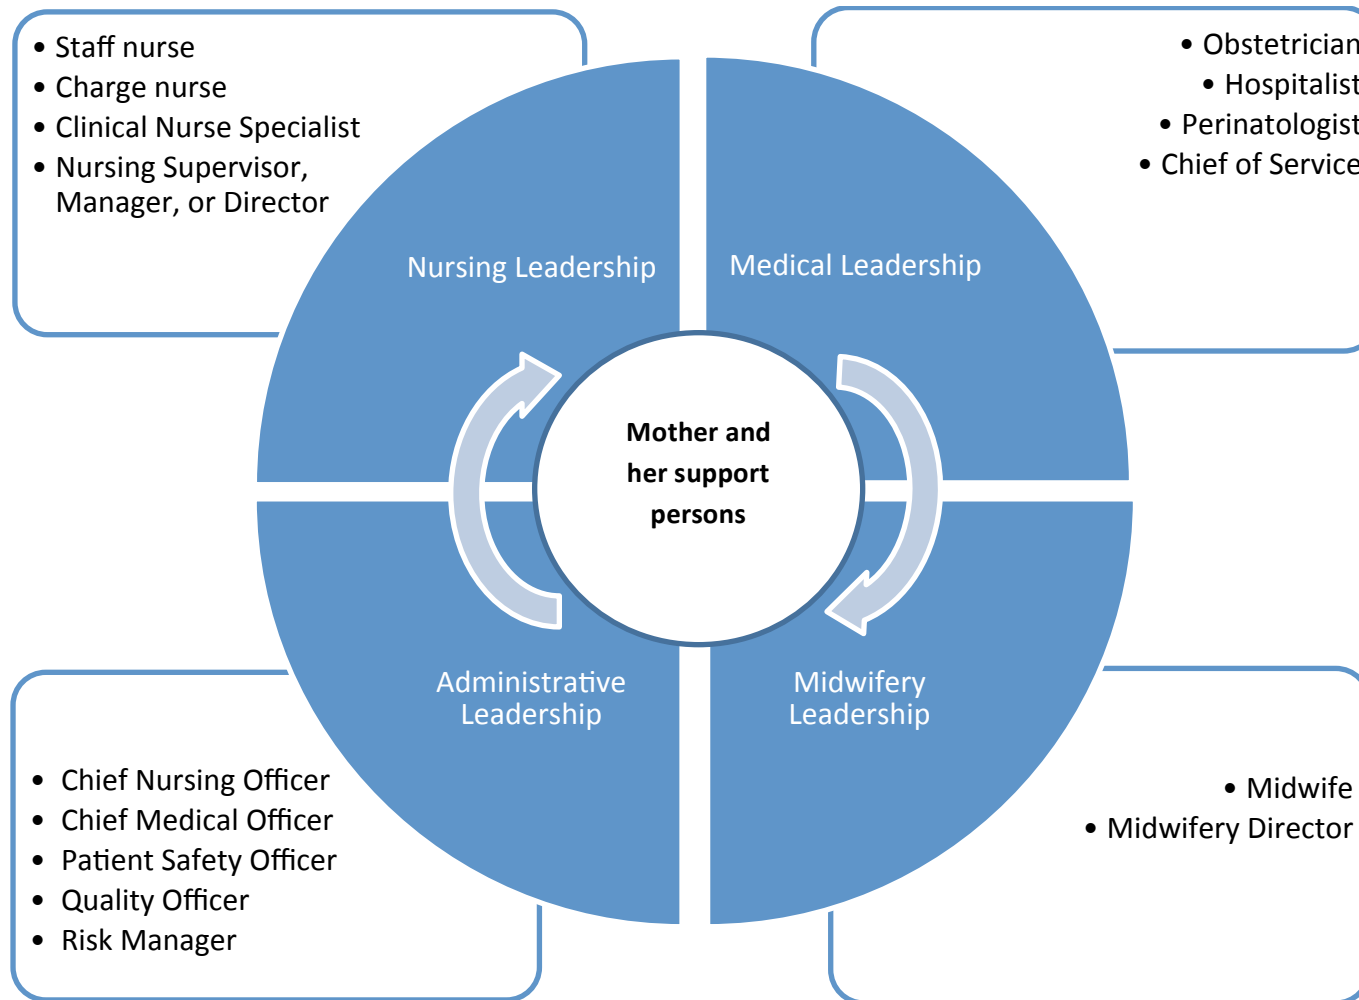 • Staff nurse
• Charge nurse
• Clinical Nurse Specialist
• Nursing Supervisor,
Manager, or Director
• Obstetrician
• Hospitalist
• Perinatologist
• Chief of Service
Nursing Leadership
Medical Leadership
Mother and
her support
persons
Administrative
Leadership
Midwifery
Leadership
• Chief Nursing Officer
• Chief Medical Officer
• Patient Safety Officer
• Quality Officer
• Risk Manager
• Midwife
• Midwifery Director